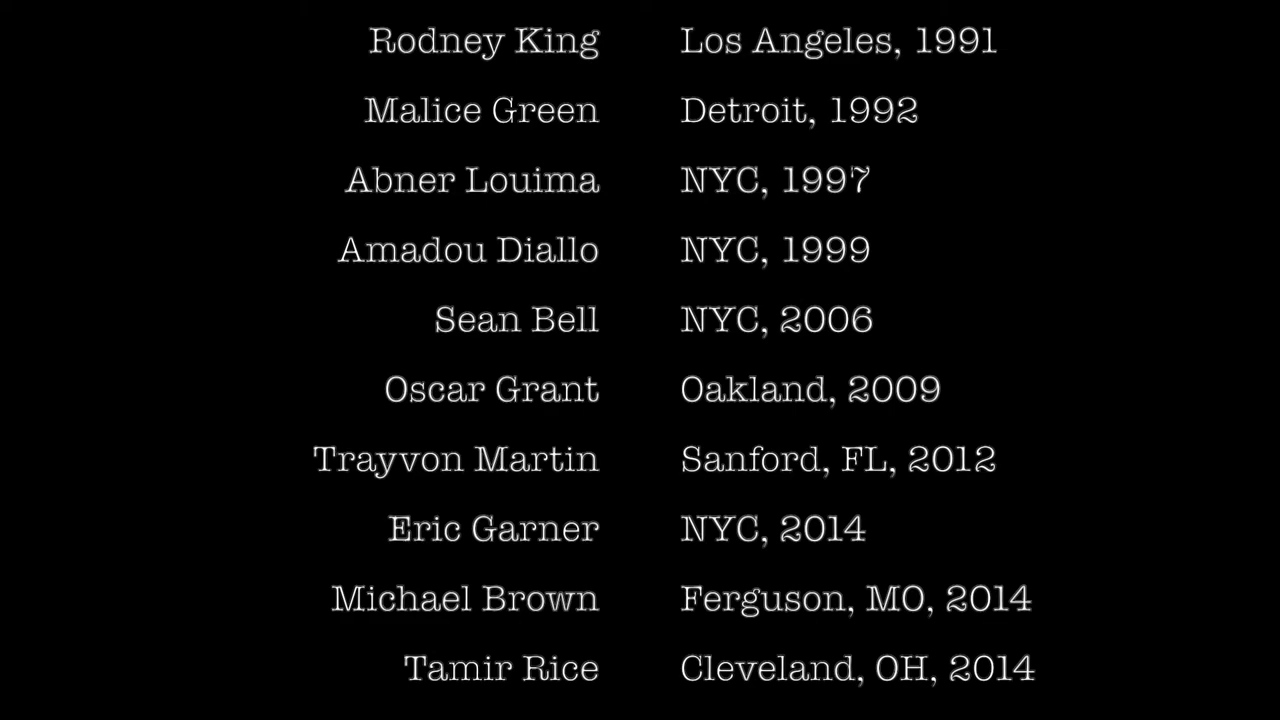 Rodney King Los Angeles, 1991
Malice Green Detroit, 1992
Abner Louima NYC, 1997
Amadou Diallo NYC, 1999
Sean Bell NYC, 2006
Oscar Grant Oakland, 2009
Trayvon Martin Sanford, FL, 2012
Eric Garner NYC, 2014
Michael Brown Ferguson, MO, 2014
Tamir Rice Cleveland, OH, 2014